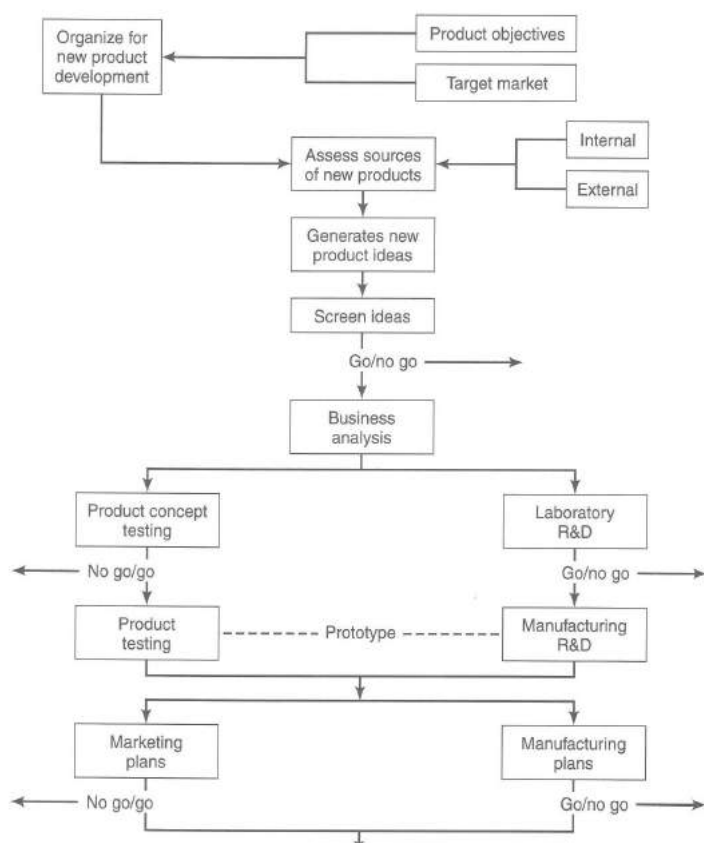 Organize for
new product
development
Product objectives
Target market
Assess sources
of new products
Internal
External
Generates new
product ideas
Screen ideas
Go/no go
Business
analysis
Product concept
testing
Laboratory
R&D
No go/go
Go/no go
Product
testing
Prototype
Manufacturing
R&D
Marketing
plans
Manufacturing
plans
No go/go
Go/no go